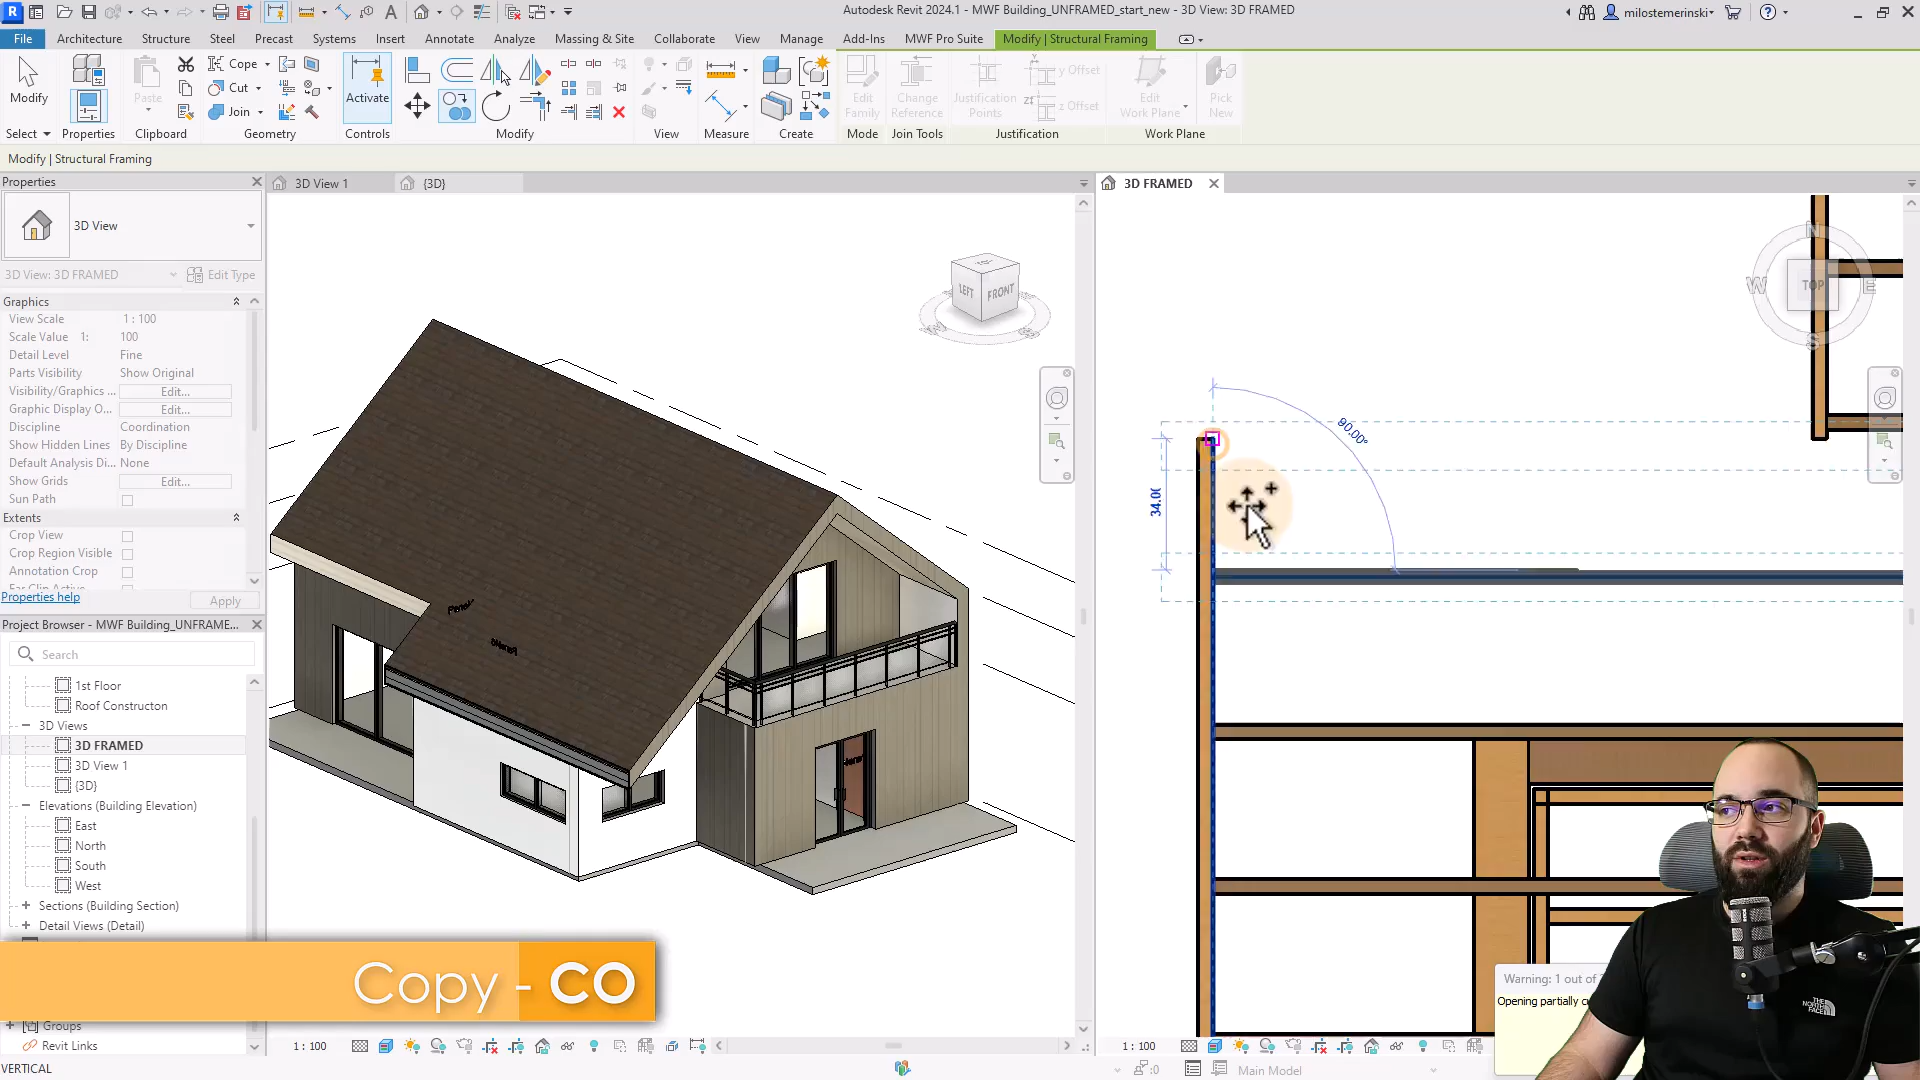 Autodesk Revit 2024.1 - MWF Building_UNFRAMED_start_new - 3D View: 3D FRAMED
milostemerinski
File Architecture Structure Steel Precast Systems Insert Annotate Analyze Massing & Site Collaborate View Manage Add-Ins MWF Pro Suite Modify | Structural Framing
Modify
Paste
Cope
Cut
Join
Activate
Edit Family
Change Reference
Justification Points
y Offset
z Offset
Edit Work Plane
Pick New
Select Properties Clipboard Geometry Controls Modify View Measure Create Mode Join Tools Justification Work Plane
Modify | Structural Framing
Properties
3D View 1
{3D}
3D FRAMED
3D View
3D View: 3D FRAMED
Edit Type
Graphics
View Scale 1 : 100
Scale Value 1: 100
Detail Level Fine
Parts Visibility Show Original
Visibility/Graphics ... Edit...
Graphic Display O... Edit...
Discipline Coordination
Show Hidden Lines By Discipline
Default Analysis Di... None
Show Grids Edit...
Sun Path
Extents
Crop View
Crop Region Visible
Annotation Crop
Properties help
Apply
Project Browser - MWF Building_UNFRAME...
Search
1st Floor
Roof Constructon
3D Views
3D FRAMED
3D View 1
{3D}
Elevations (Building Elevation)
East
North
South
West
Sections (Building Section)
Detail Views (Detail)
Groups
Revit Links
LEFT
FRONT
N
W
TOP
E
S
90.00°
Copy - CO
Warning: 1 out of
THE NORTH FACE
1 : 100
1 : 100
VERTICAL
:0
Main Model